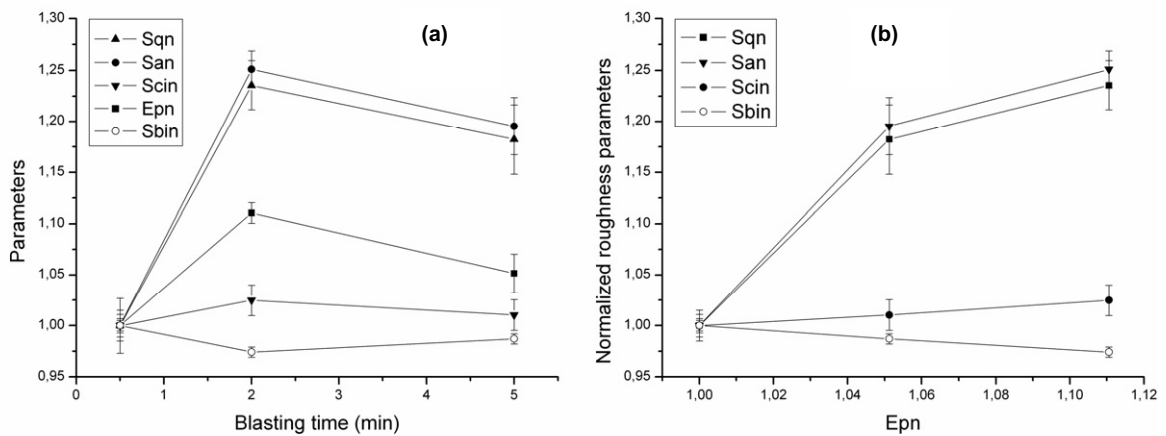 (a)
Sqn
San
Scin
Epn
Sbin
Parameters
1,30
1,25
1,20
1,15
1,10
1,05
1,00
0,95
0 1 2 3 4 5
Blasting time (min)
(b)
Sqn
San
Scin
Sbin
Normalized roughness parameters
1,30
1,25
1,20
1,15
1,10
1,05
1,00
0,95
1,00 1,02 1,04 1,06 1,08 1,10 1,12
Epn